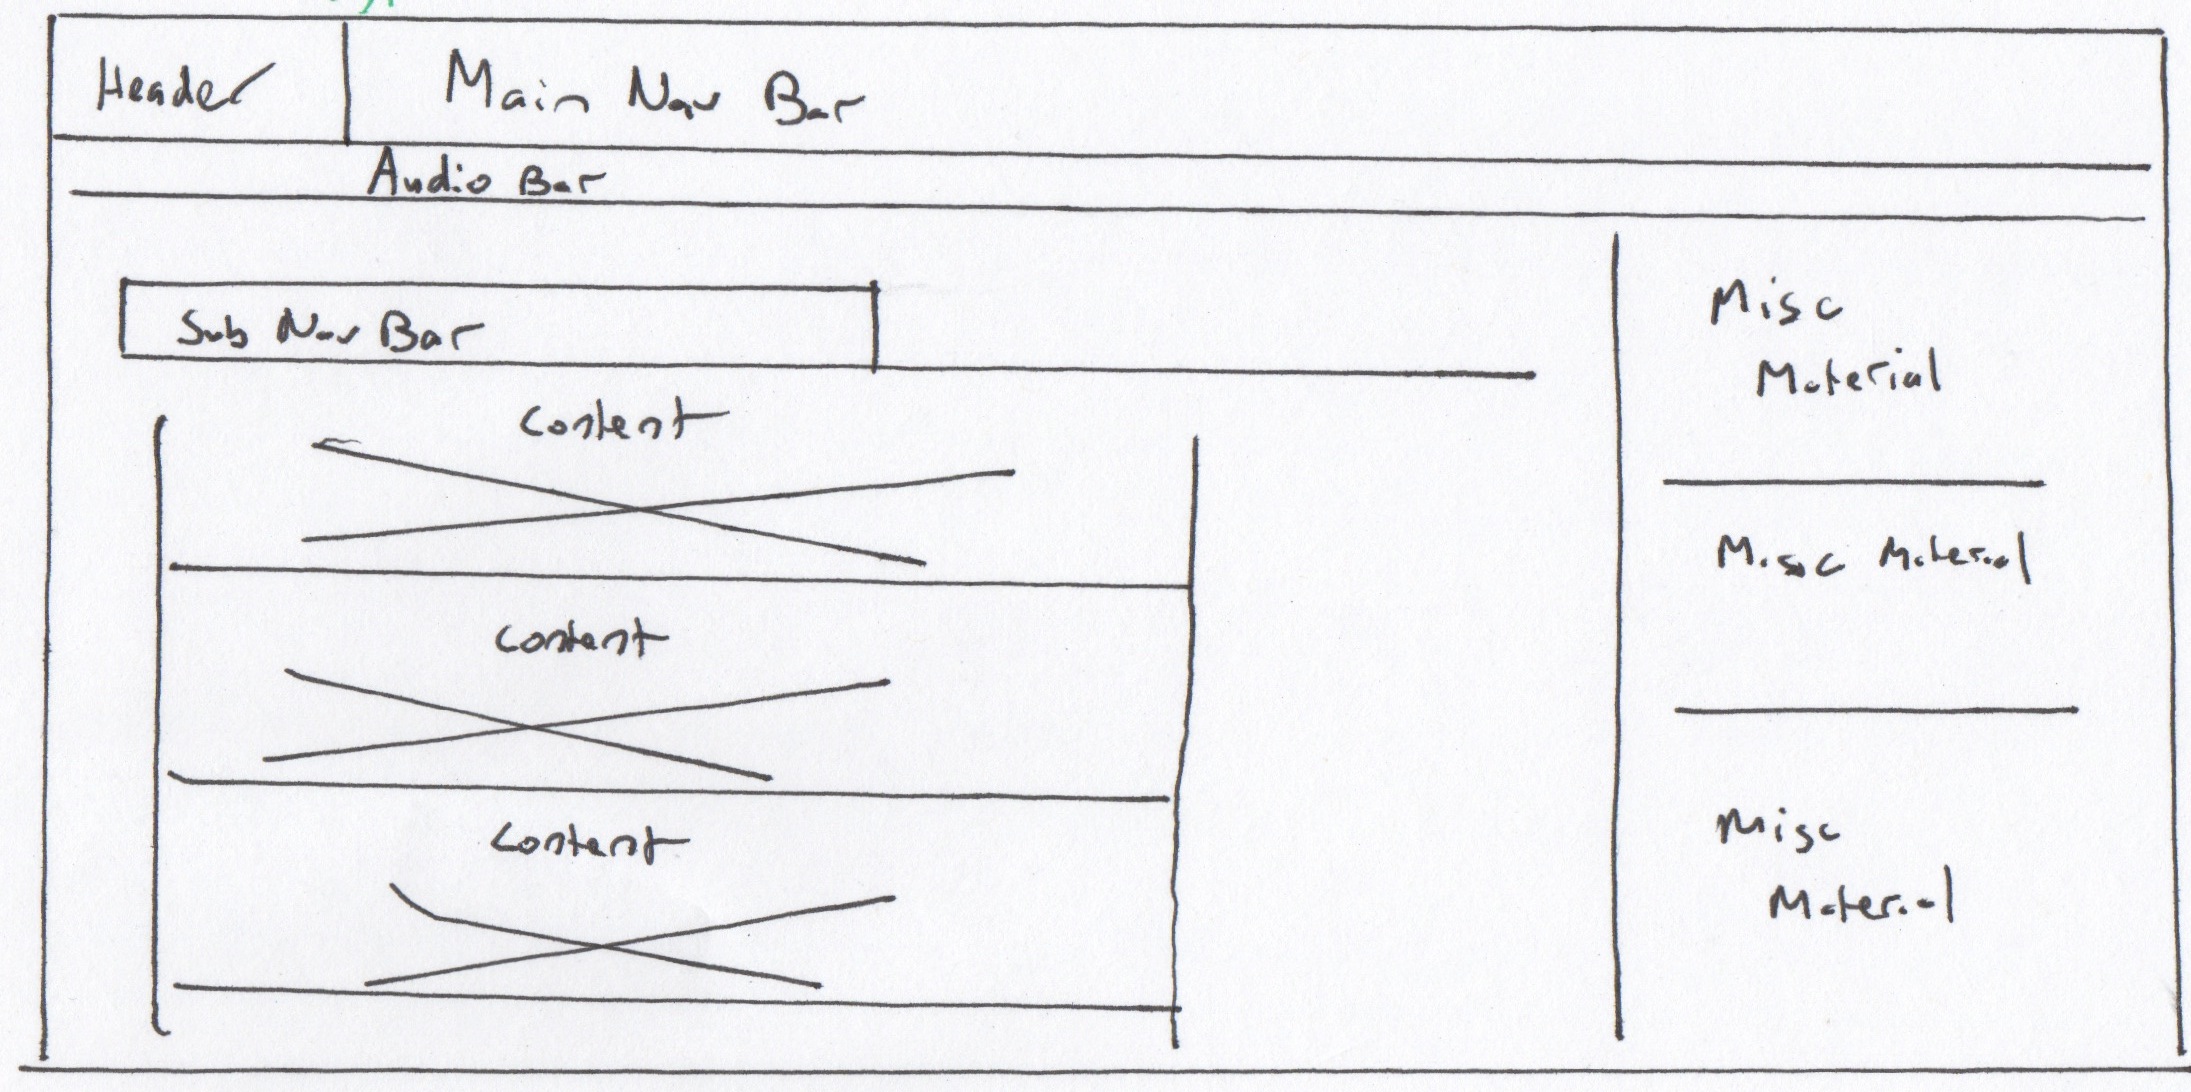 Header
Main Nav Bar
Audio Bar
Sub Nav Bar
Content
Content
Content
Misc
Material
Misc Material
Misc
Material